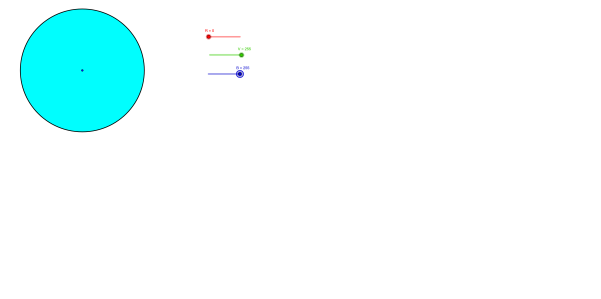 R = 0
V = 255
B = 255